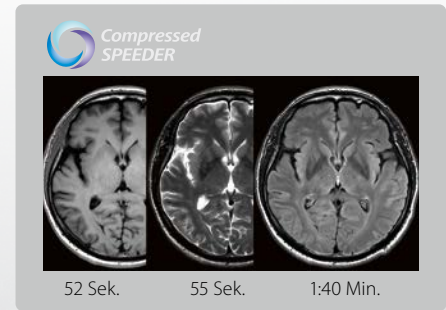 Compressed
SPEEDER
52 Sek.
55 Sek.
1:40 Min.